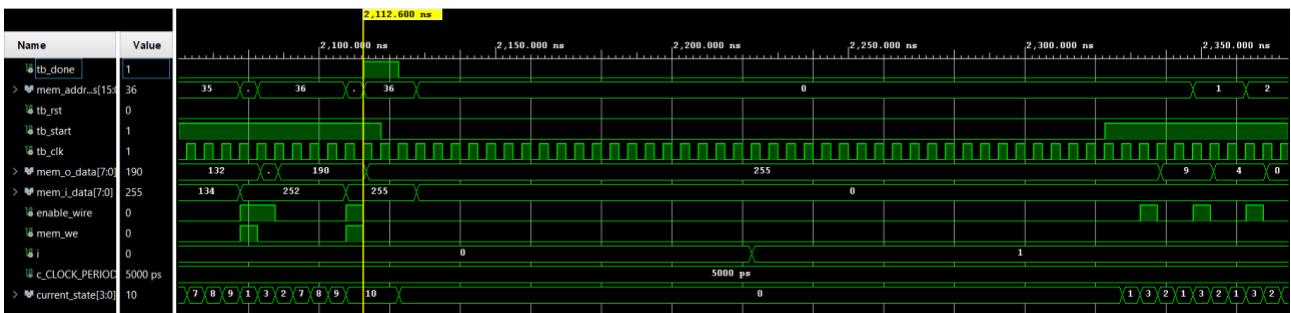 2,112.600 ns
Name Value 2,100.000 ns 2,150.000 ns 2,200.000 ns 2,250.000 ns 2,300.000 ns 2,350.000 ns
tb_done 1
> mem_addr...s[15:0 36 35 . 36 . 36 0 1 2
tb_rst 0
tb_start 1
tb_clk 1
> mem_o_data[7:0] 190 132 . 190 255 9 4 0
> mem_i_data[7:0] 255 134 252 255 0
enable_wire 0
mem_we 0
i 0 0 1
c_CLOCK_PERIOD 5000 ps 5000 ps
> current_state[3:0] 10 7 8 9 1 3 2 7 8 9 10 0 1 3 2 1 3 2 1 3 2